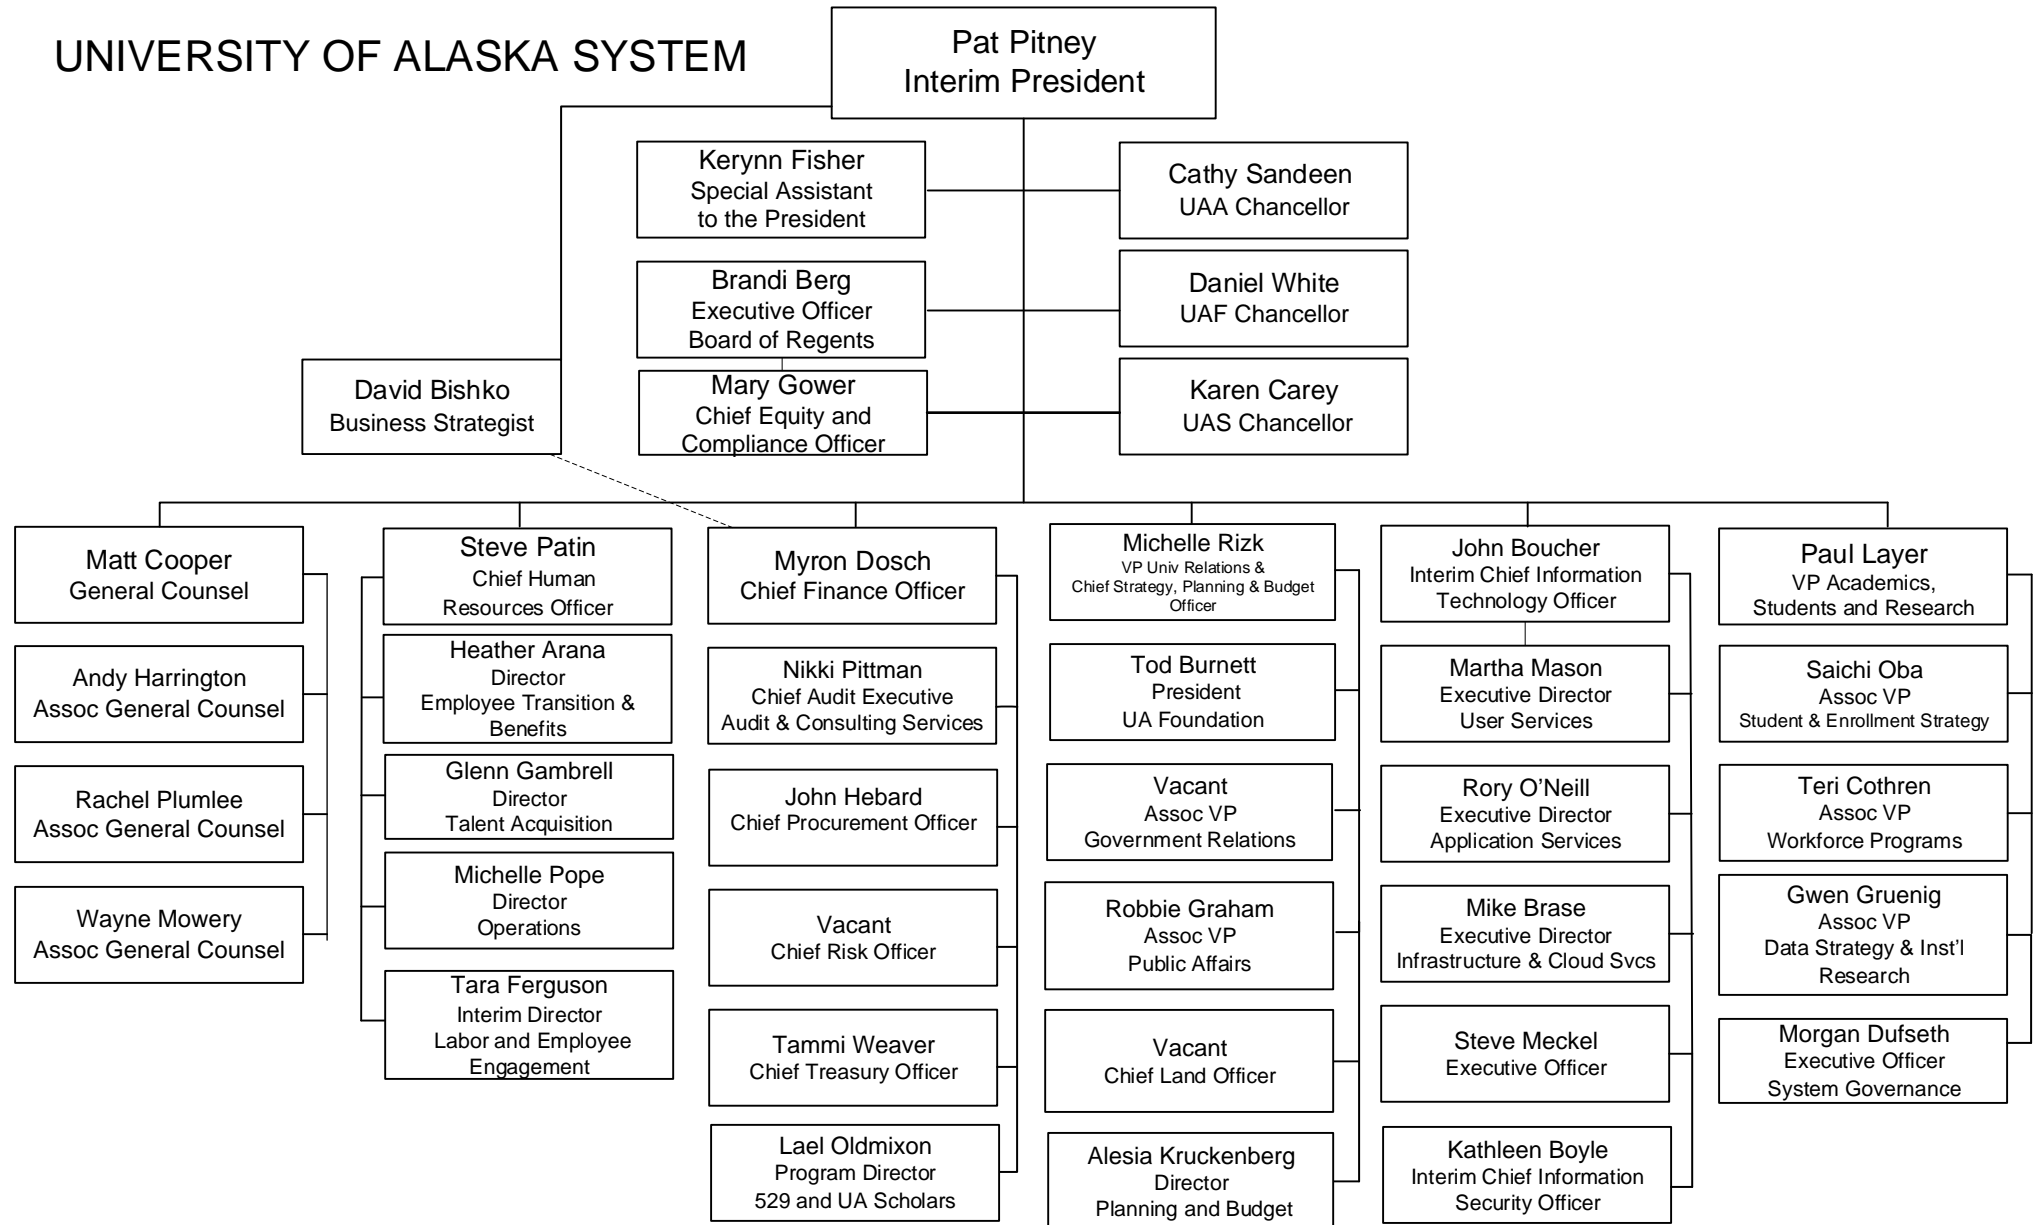 UNIVERSITY OF ALASKA SYSTEM
Pat Pitney
Interim President
Kerynn Fisher
Special Assistant
to the President
Cathy Sandeen
UAA Chancellor
Brandi Berg
Executive Officer
Board of Regents
Daniel White
UAF Chancellor
David Bishko
Business Strategist
Mary Gower
Chief Equity and
Compliance Officer
Karen Carey
UAS Chancellor
Matt Cooper
General Counsel
Andy Harrington
Assoc General Counsel
Rachel Plumlee
Assoc General Counsel
Wayne Mowery
Assoc General Counsel
Steve Patin
Chief Human
Resources Officer
Heather Arana
Director
Employee Transition &
Benefits
Glenn Gambrell
Director
Talent Acquisition
Michelle Pope
Director
Operations
Tara Ferguson
Interim Director
Labor and Employee
Engagement
Myron Dosch
Chief Finance Officer
Nikki Pittman
Chief Audit Executive
Audit & Consulting Services
John Hebard
Chief Procurement Officer
Vacant
Chief Risk Officer
Tammi Weaver
Chief Treasury Officer
Lael Oldmixon
Program Director
529 and UA Scholars
Michelle Rizk
VP Univ Relations &
Chief Strategy, Planning & Budget
Officer
Tod Burnett
President
UA Foundation
Vacant
Assoc VP
Government Relations
Robbie Graham
Assoc VP
Public Affairs
Vacant
Chief Land Officer
Alesia Kruckenberg
Director
Planning and Budget
John Boucher
Interim Chief Information
Technology Officer
Martha Mason
Executive Director
User Services
Rory O’Neill
Executive Director
Application Services
Mike Brase
Executive Director
Infrastructure & Cloud Svcs
Steve Meckel
Executive Officer
Kathleen Boyle
Interim Chief Information
Security Officer
Paul Layer
VP Academics,
Students and Research
Saichi Oba
Assoc VP
Student & Enrollment Strategy
Teri Cothren
Assoc VP
Workforce Programs
Gwen Gruenig
Assoc VP
Data Strategy & Inst’l
Research
Morgan Dufseth
Executive Officer
System Governance